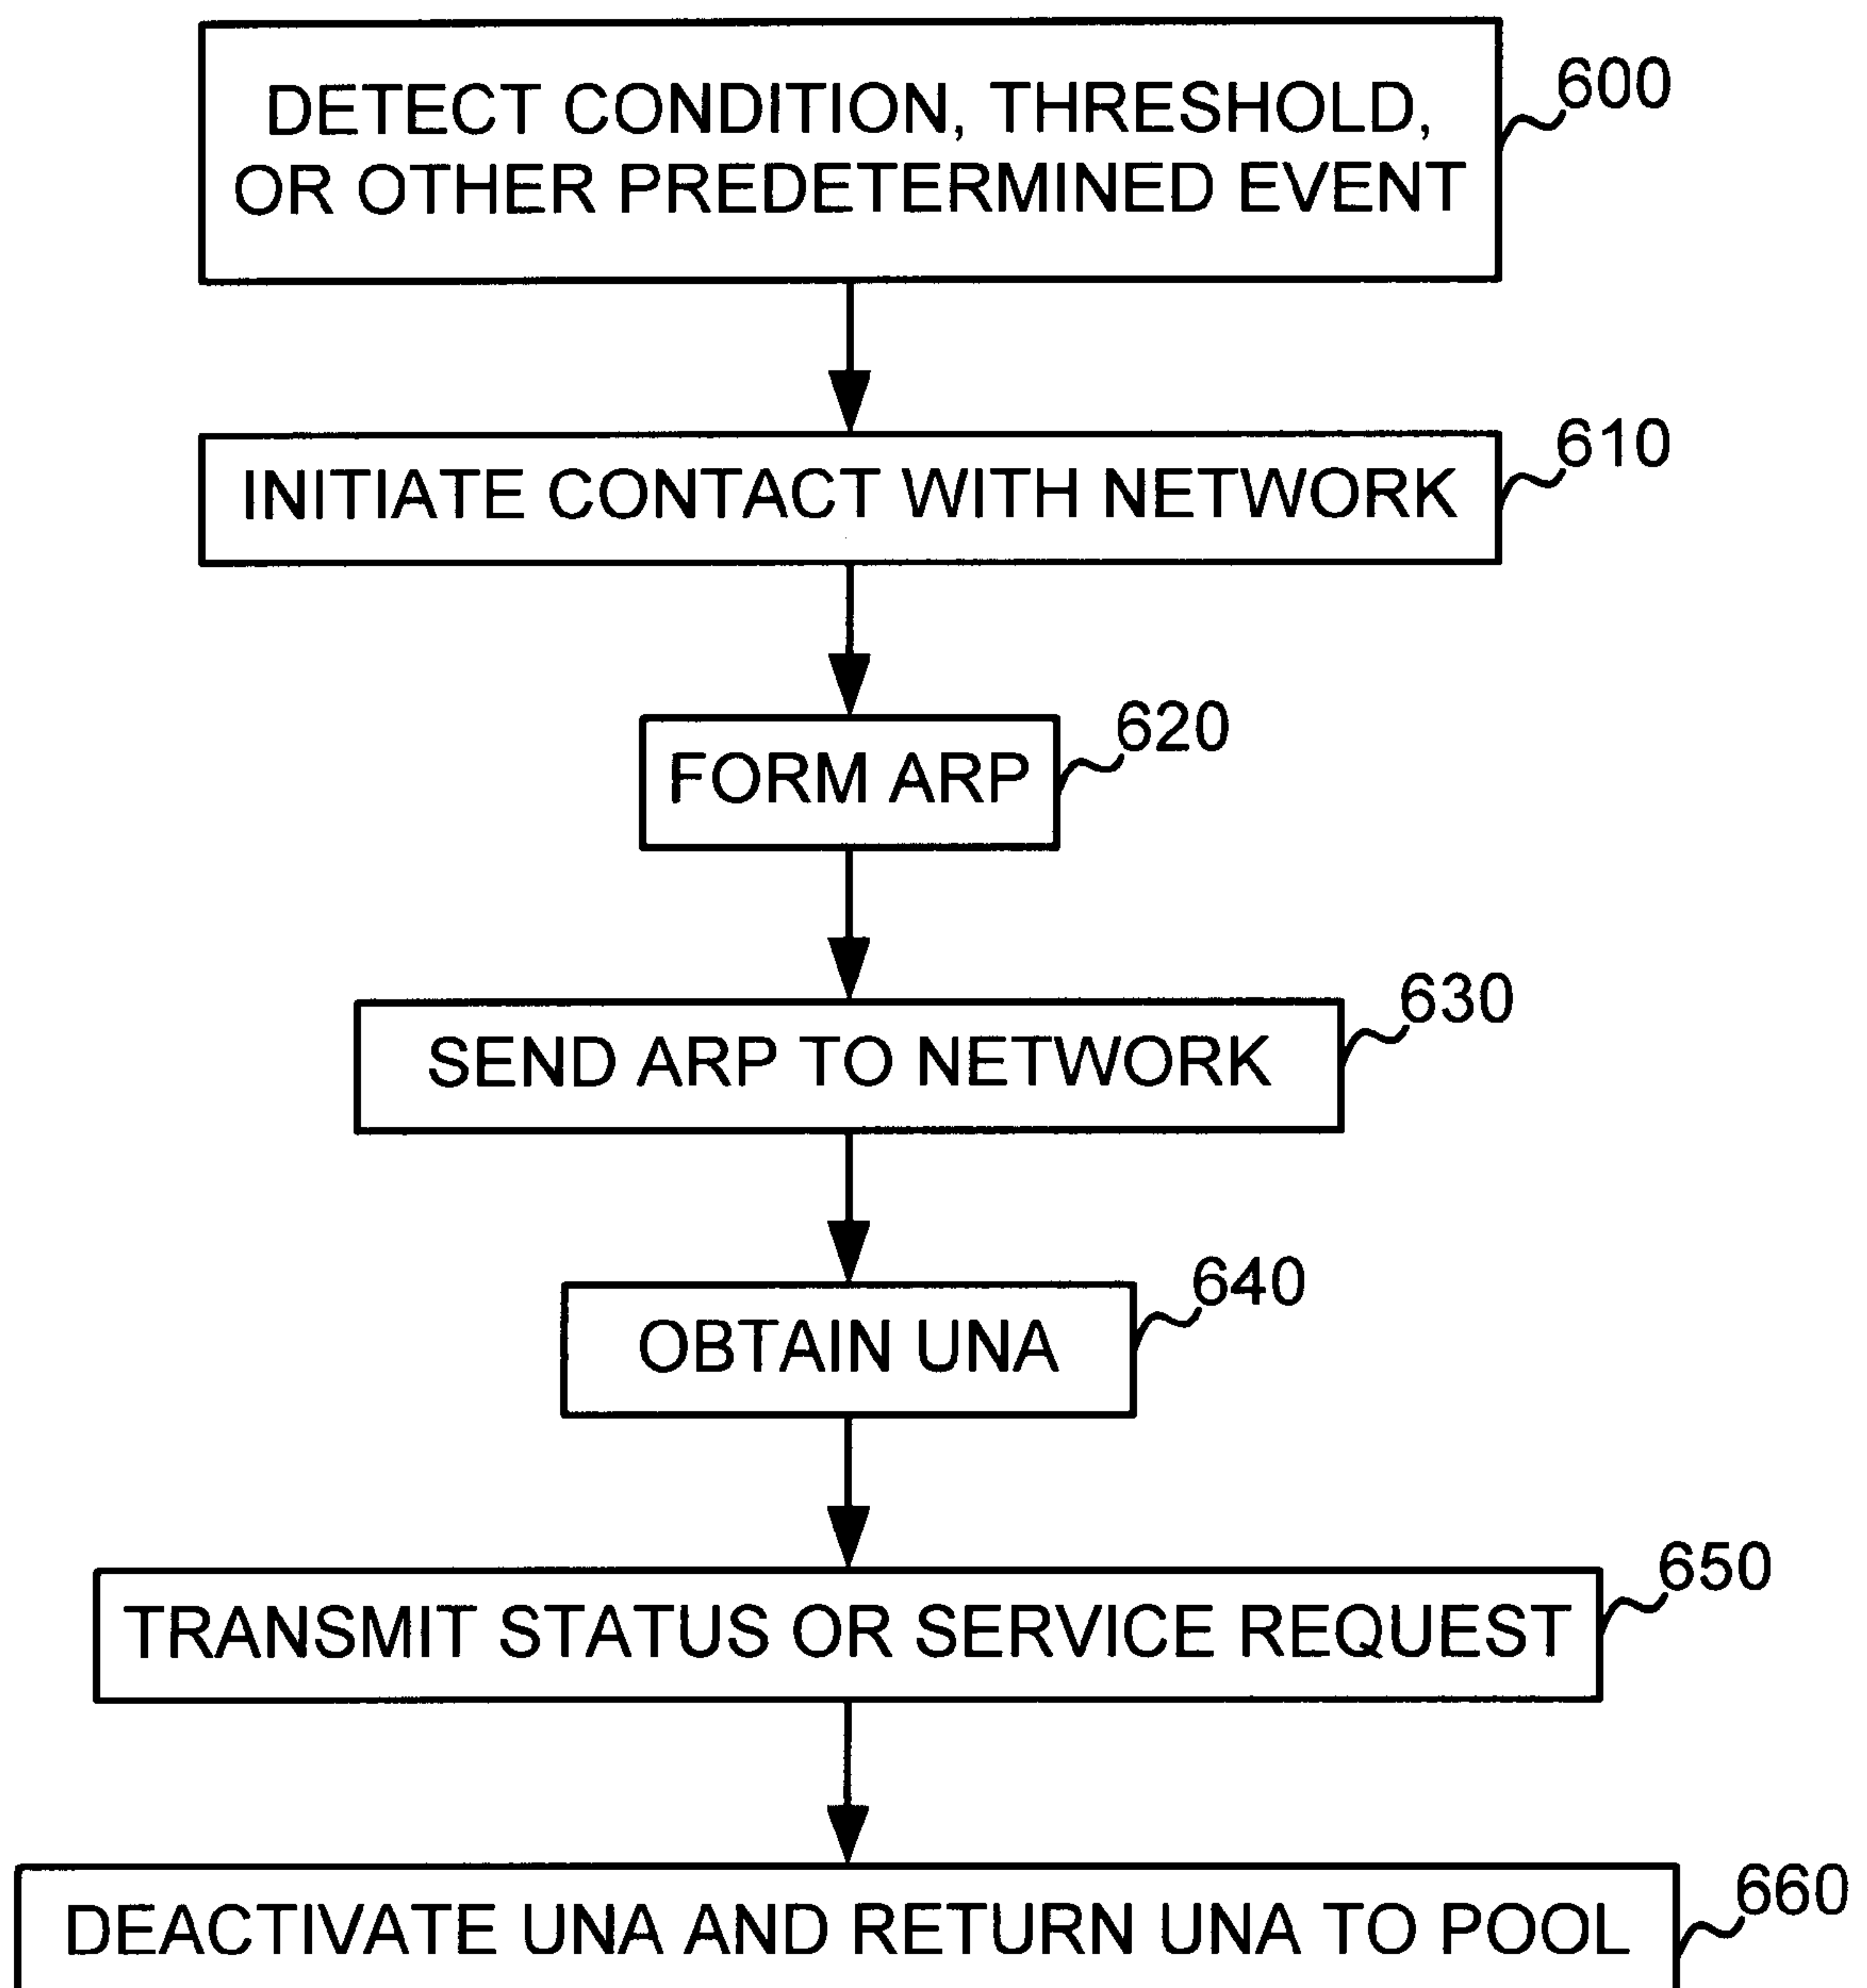 DETECT CONDITION, THRESHOLD,
OR OTHER PREDETERMINED EVENT
600
INITIATE CONTACT WITH NETWORK
610
FORM ARP
620
SEND ARP TO NETWORK
630
OBTAIN UNA
640
TRANSMIT STATUS OR SERVICE REQUEST
650
DEACTIVATE UNA AND RETURN UNA TO POOL
660